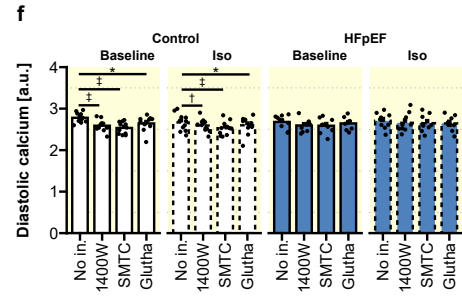 f
Control HFpEF
Baseline Iso Baseline Iso
Diastolic calcium [a.u.]
4
3
2
1
0
* *
‡ ‡
‡ †
No in. 1400W SMTC Glutha No in. 1400W SMTC Glutha No in. 1400W SMTC Glutha No in. 1400W SMTC Glutha